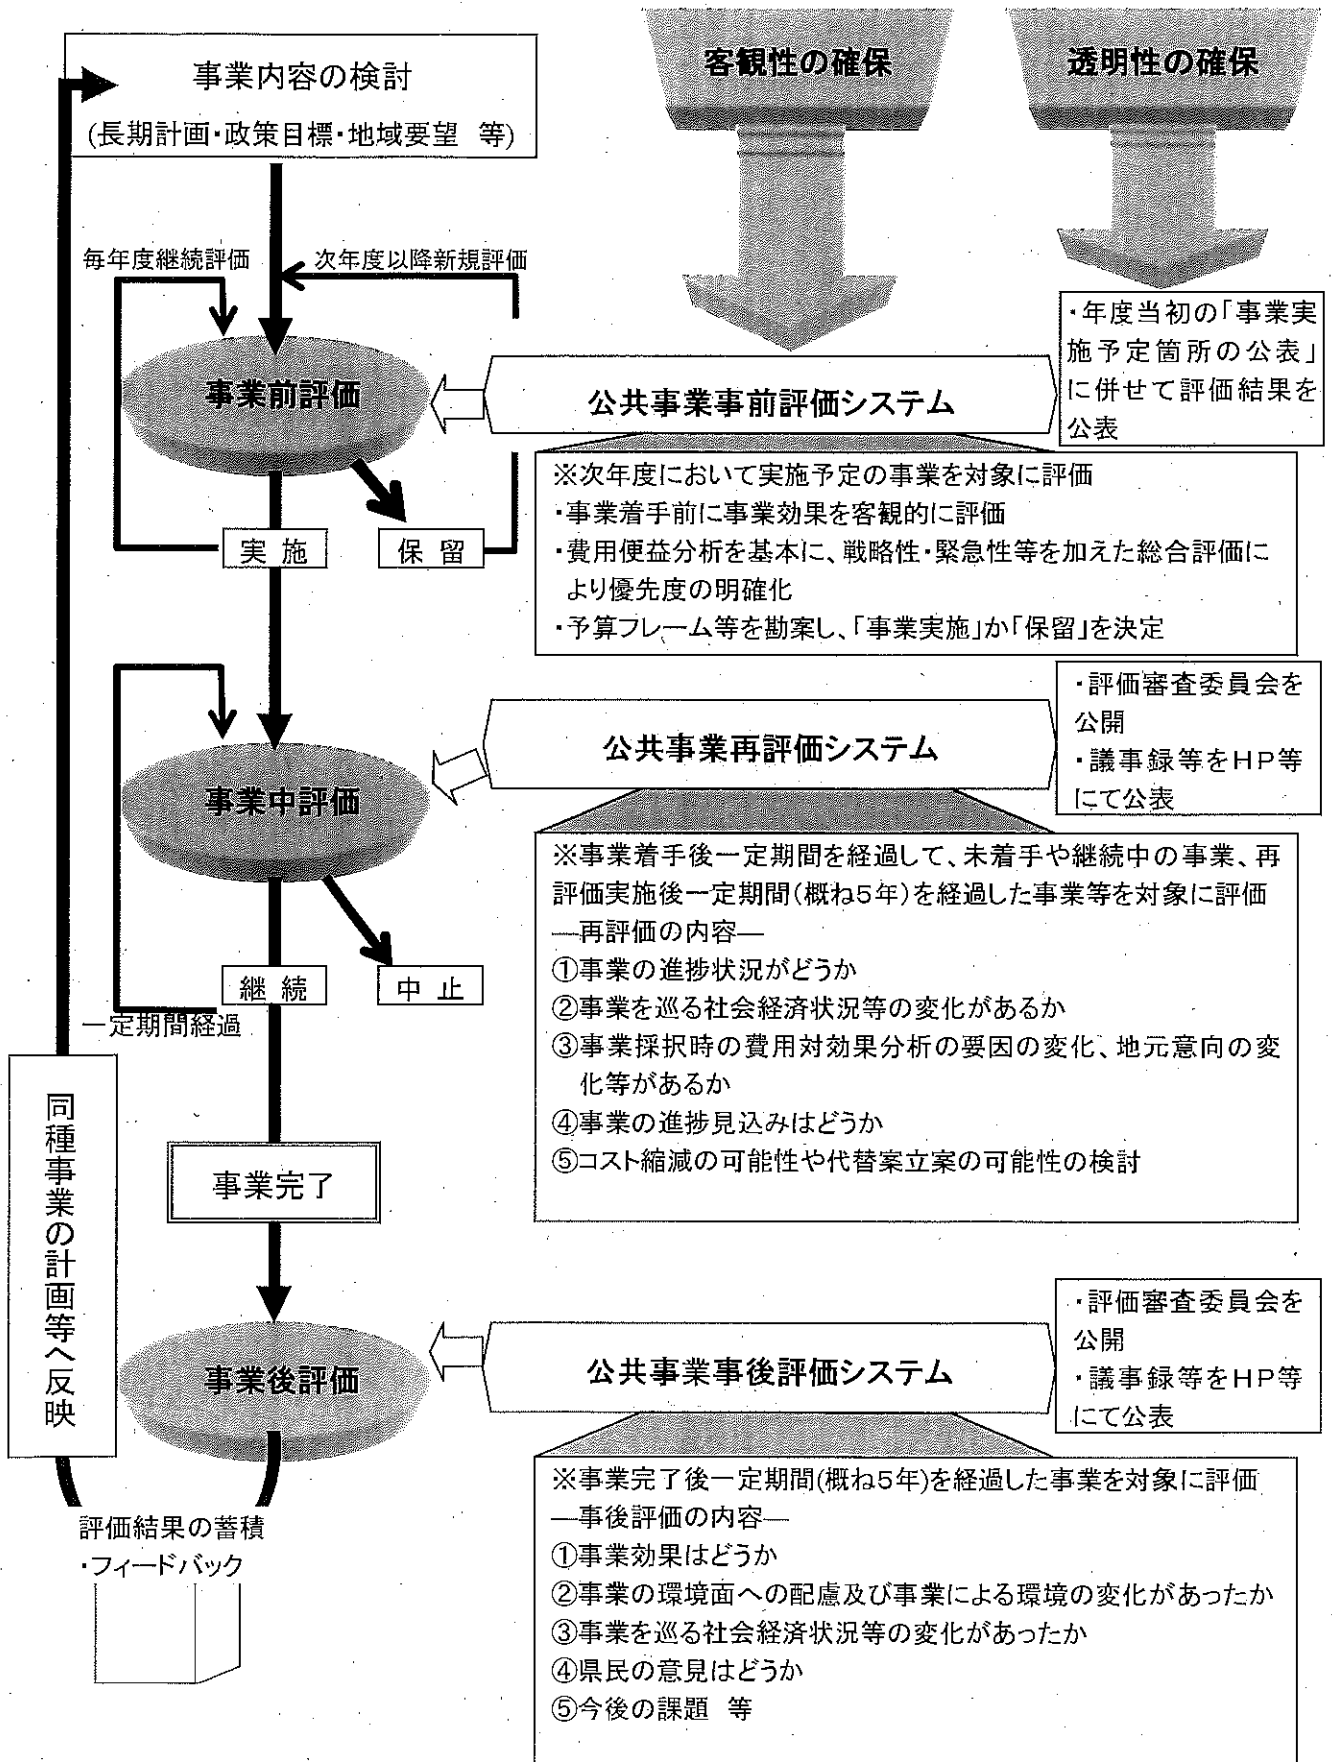 事業内容の検討
(長期計画・政策目標・地域要望 等)
客観性の確保
透明性の確保
毎年度継続評価
次年度以降新規評価
事業前評価
公共事業事前評価システム
・年度当初の「事業実
施予定箇所の公表」
に併せて評価結果を
公表
実 施
保 留
※次年度において実施予定の事業を対象に評価
・事業着手前に事業効果を客観的に評価
・費用便益分析を基本に、戦略性・緊急性等を加えた総合評価に
より優先度の明確化
・予算フレーム等を勘案し、「事業実施」か「保留」を決定
事業中評価
公共事業再評価システム
・評価審査委員会を
公開
・議事録等をHP等
にて公表
継 続
中 止
一定期間経過
※事業着手後一定期間を経過して、未着手や継続中の事業、再
評価実施後一定期間(概ね5年)を経過した事業等を対象に評価
―再評価の内容―
①事業の進捗状況がどうか
②事業を巡る社会経済状況等の変化があるか
③事業採択時の費用対効果分析の要因の変化、地元意向の変
化等があるか
④事業の進捗見込みはどうか
⑤コスト縮減の可能性や代替案立案の可能性の検討
同種事業の計画等へ反映
事業完了
事業後評価
公共事業事後評価システム
・評価審査委員会を
公開
・議事録等をHP等
にて公表
評価結果の蓄積
・フィードバック
※事業完了後一定期間(概ね5年)を経過した事業を対象に評価
―事後評価の内容―
①事業効果はどうか
②事業の環境面への配慮及び事業による環境の変化があったか
③事業を巡る社会経済状況等の変化があったか
④県民の意見はどうか
⑤今後の課題 等